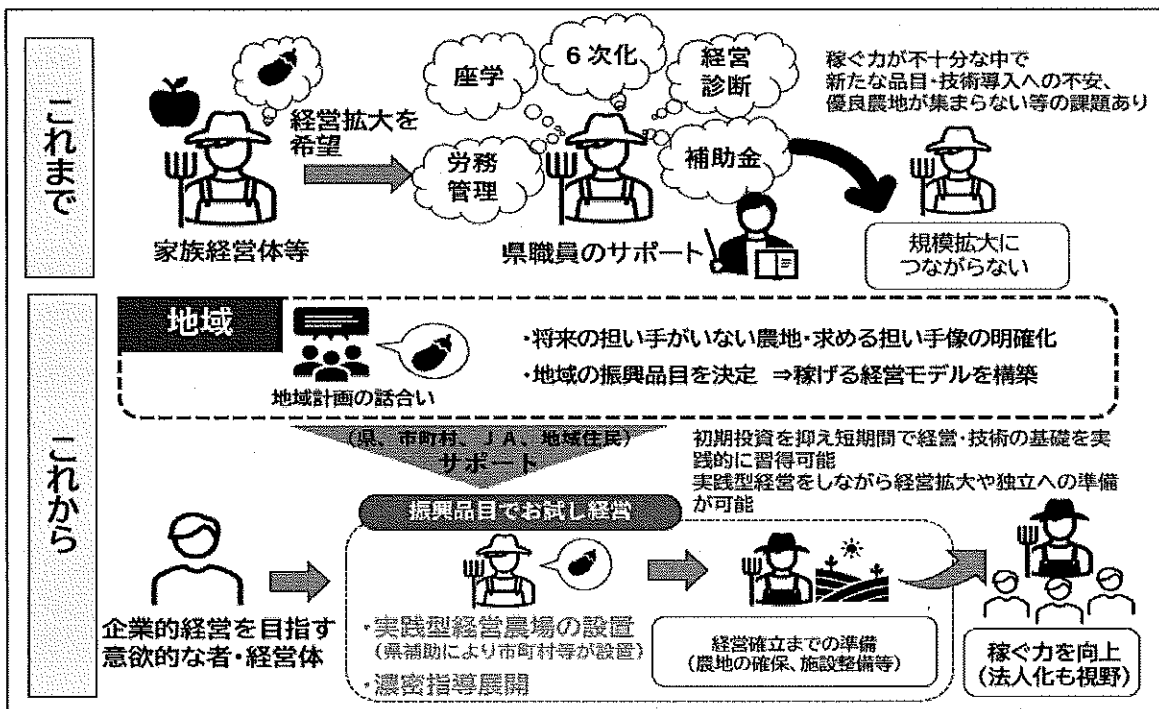 これまで
経営拡大を
希望
家族経営体等
座学
6次化
経営
診断
労務
管理
補助金
県職員のサポート
稼ぐ力が不十分な中で
新たな品目・技術導入への不安、
優良農地が集まらない等の課題あり
規模拡大に
つながらない
これから
地域
地域計画の話合い
・将来の担い手がいない農地・求める担い手像の明確化
・地域の振興品目を決定 ⇒稼げる経営モデルを構築
(県、市町村、JA、地域住民)
サポート
初期投資を抑え短期間で経営・技術の基礎を実
践的に習得可能
実践型経営をしながら経営拡大や独立への準備
が可能
振興品目でお試し経営
企業的経営を目指す
意欲的な者・経営体
・実践型経営農場の設置
(県補助により市町村等が設置)
・濃密指導展開
経営確立までの準備
(農地の確保、施設整備等)
稼ぐ力を向上
(法人化も視野)